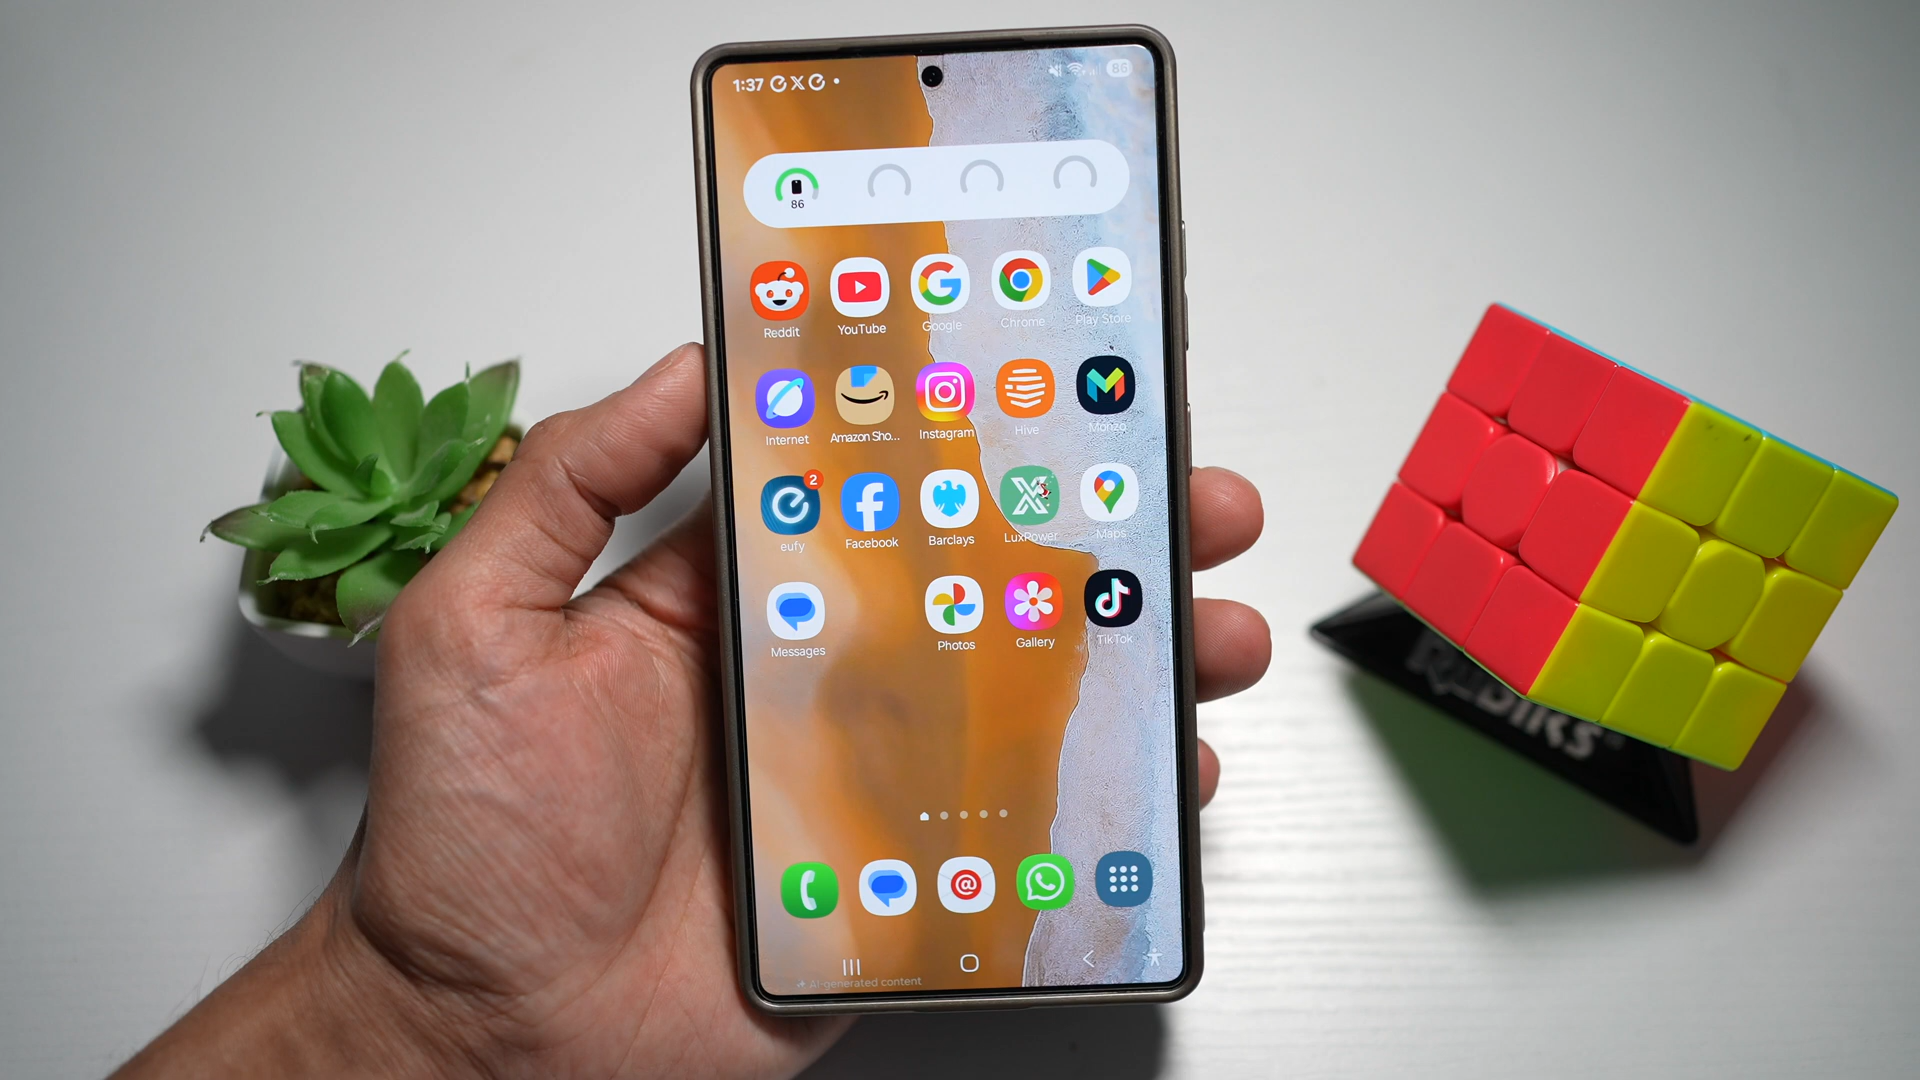 1:37
86
86
Reddit YouTube Google Chrome Play Store
Internet Amazon Sho... Instagram Hive Monzo
2
eufy Facebook Barclays LuxPower Maps
Messages Photos Gallery TikTok
AI-generated content